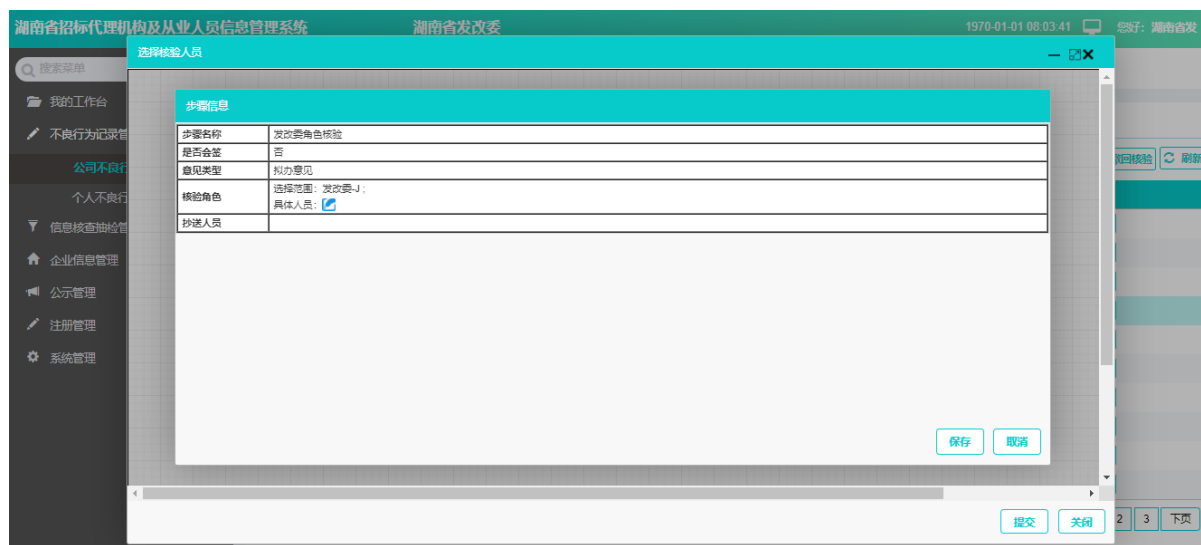 湖南省招标代理机构及从业人员信息管理系统 湖南省发改委 1970-01-01 08:03:41 您好：湖南省发
选择核验人员
搜索菜单
我的工作台
不良行为记录管
公司不良行
个人不良行
信息核查抽检管
企业信息管理
公示管理
注册管理
系统管理
步骤信息
步骤名称 发改委角色核验
是否会签 否
意见类型 拟办意见
核验角色 选择范围：发改委-J；
具体人员：
抄送人员
回核验 刷新
保存 取消
提交 关闭
2 3 下页